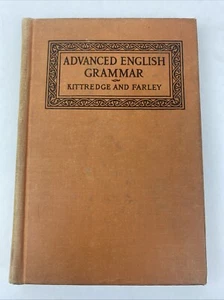 ADVANCED ENGLISH
GRAMMAR
KITTREDGE AND FARLEY